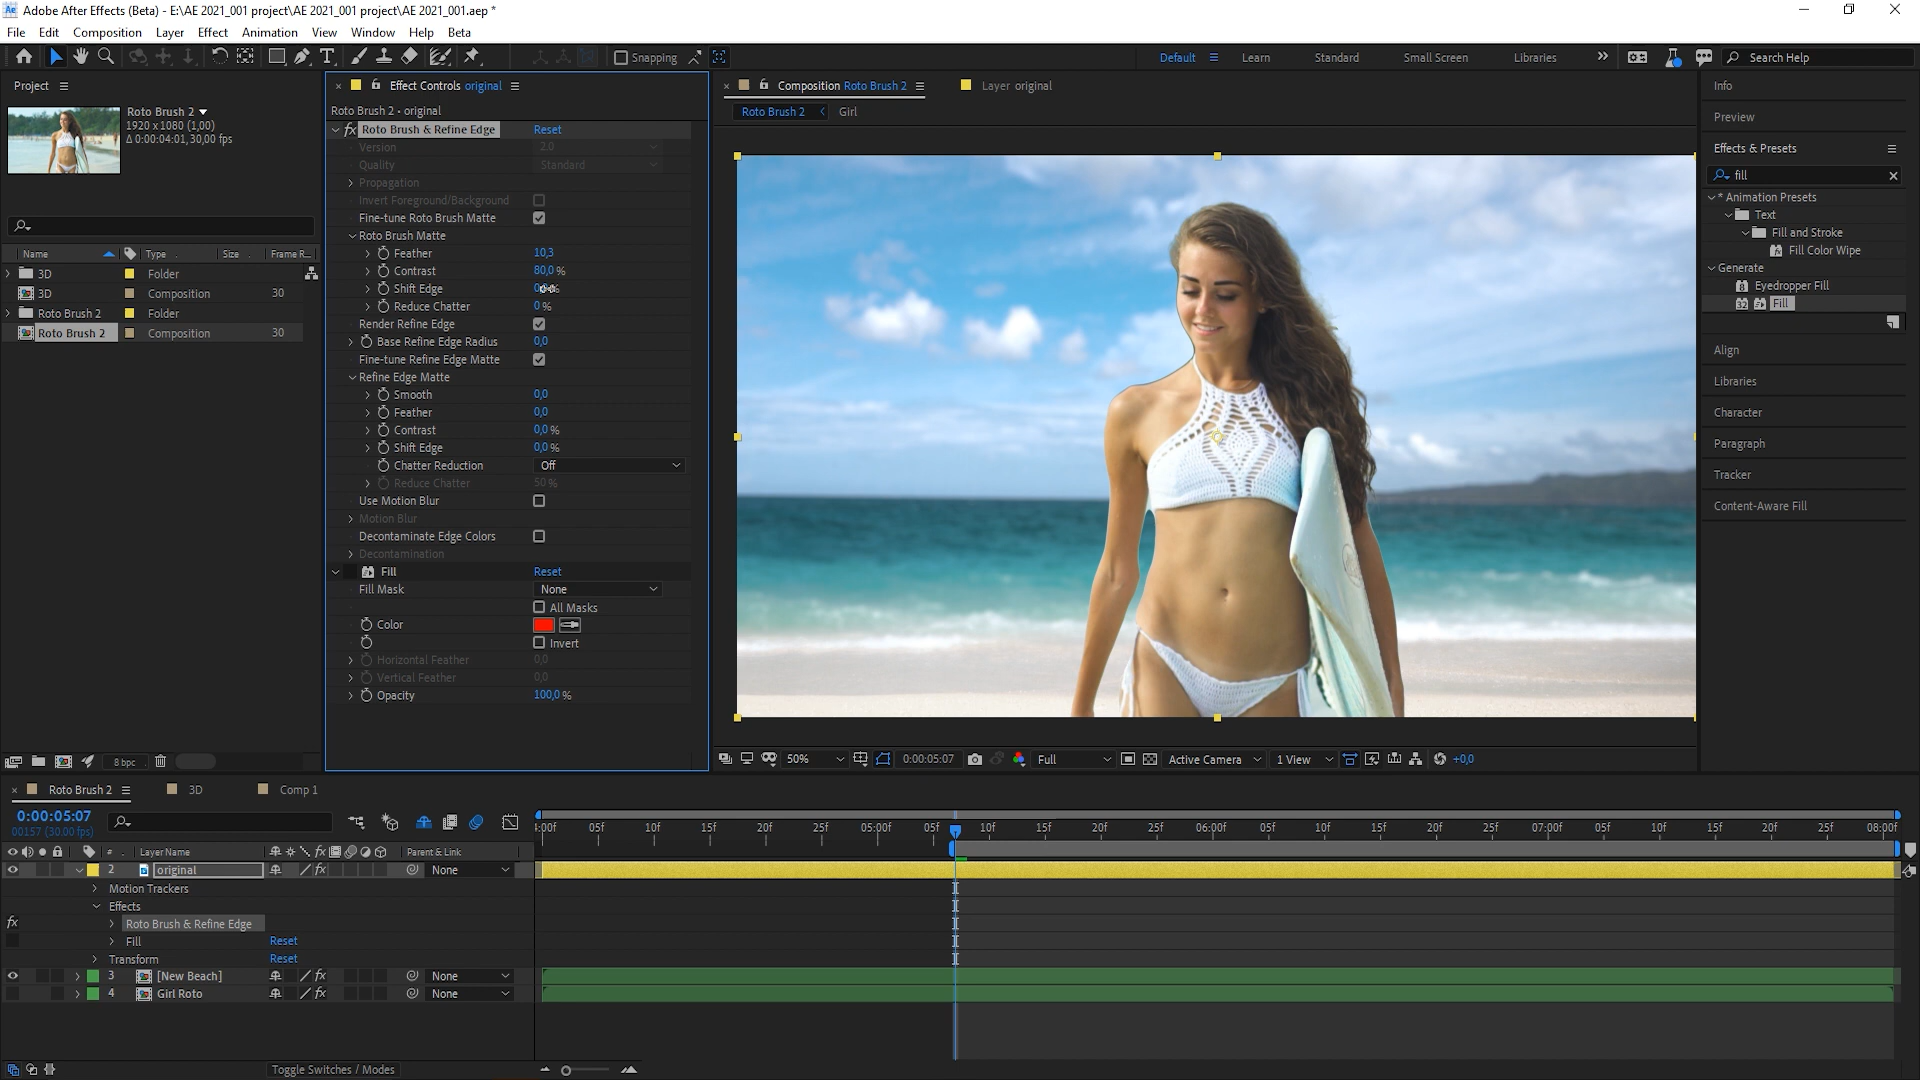 Adobe After Effects (Beta) - E:\AE 2021_001 project\AE 2021_001 project\AE 2021_001.aep *
File Edit Composition Layer Effect Animation View Window Help Beta
Snapping Default Learn Standard Small Screen Libraries Search Help
Project
Roto Brush 2
1920 x 1080 (1,00)
Δ 0:00:04:01, 30,00 fps
Name Type Size Frame R...
3D Folder
3D Composition 30
Roto Brush 2 Folder
Roto Brush 2 Composition 30
8 bpc
Effect Controls original
Roto Brush 2 • original
fx Roto Brush & Refine Edge Reset
Version 2.0
Quality Standard
Propagation
Invert Foreground/Background
Fine-tune Roto Brush Matte
Roto Brush Matte
Feather 10,3
Contrast 80,0 %
Shift Edge
Reduce Chatter 0 %
Render Refine Edge
Base Refine Edge Radius 0,0
Fine-tune Refine Edge Matte
Refine Edge Matte
Smooth 0,0
Feather 0,0
Contrast 0,0 %
Shift Edge 0,0 %
Chatter Reduction Off
Reduce Chatter 50 %
Use Motion Blur
Motion Blur
Decontaminate Edge Colors
Decontamination
Fill Reset
Fill Mask None
All Masks
Color
Invert
Horizontal Feather 0,0
Vertical Feather 0,0
Opacity 100,0 %
Composition Roto Brush 2 Layer original
Roto Brush 2 Girl
50% 0:00:05:07 Full Active Camera 1 View +0,0
Info
Preview
Effects & Presets
fill
* Animation Presets
Text
Fill and Stroke
Fill Color Wipe
Generate
Eyedropper Fill
Fill
Align
Libraries
Character
Paragraph
Tracker
Content-Aware Fill
Roto Brush 2 3D Comp 1
0:00:05:07
00157 (30.00 fps)
4:00f 05f 10f 15f 20f 25f 05:00f 05f 10f 15f 20f 25f 06:00f 05f 10f 15f 20f 25f 07:00f 05f 10f 15f 20f 25f 08:00f
# Layer Name fx Parent & Link
2 original fx None
Motion Trackers
Effects
fx Roto Brush & Refine Edge
Fill Reset
Transform Reset
3 [New Beach] fx None
4 Girl Roto fx None
Toggle Switches / Modes